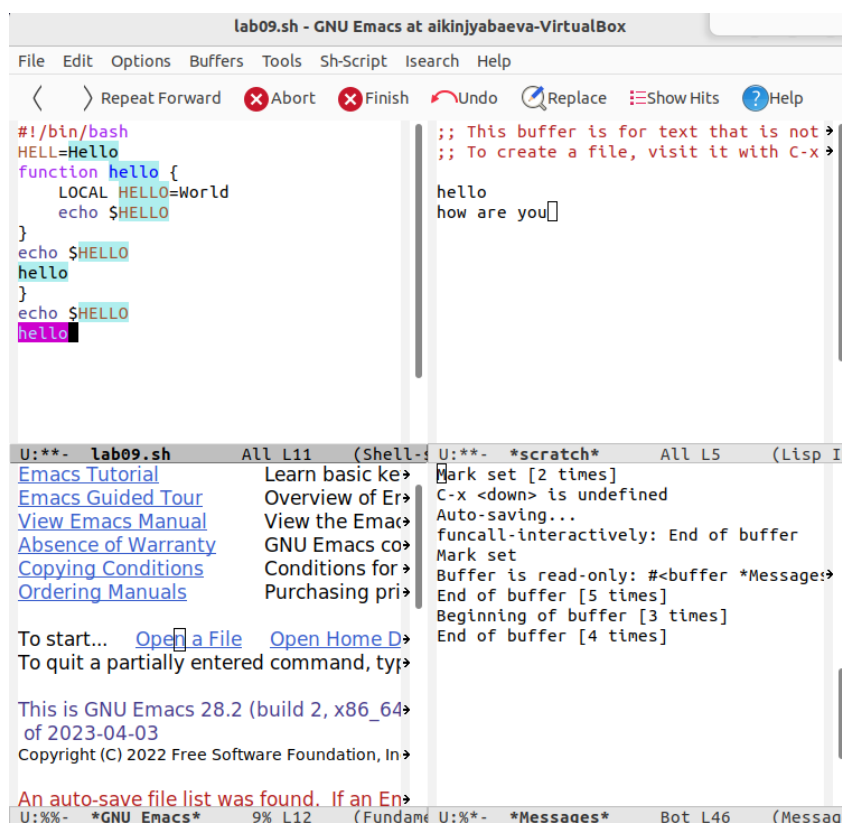 lab09.sh - GNU Emacs at aikinjyabaeva-VirtualBox
File Edit Options Buffers Tools Sh-Script Isearch Help
Repeat Forward Abort Finish Undo Replace Show Hits Help
#!/bin/bash
HELL=Hello
function hello {
LOCAL HELLO=World
echo $HELLO
}
echo $HELLO
hello
}
echo $HELLO
hello
U:**- lab09.sh All L11 (Shell-s
;; This buffer is for text that is not
;; To create a file, visit it with C-x
hello
how are you
U:**- *scratch* All L5 (Lisp I
Emacs Tutorial Learn basic ke
Emacs Guided Tour Overview of Er
View Emacs Manual View the Emac
Absence of Warranty GNU Emacs co
Copying Conditions Conditions for
Ordering Manuals Purchasing pri
To start... Open a File Open Home D
To quit a partially entered command, typ
This is GNU Emacs 28.2 (build 2, x86_64
of 2023-04-03
Copyright (C) 2022 Free Software Foundation, In
An auto-save file list was found. If an En
U:%%- *GNU Emacs* 9% L12 (Fundame
Mark set [2 times]
C-x <down> is undefined
Auto-saving...
funcall-interactively: End of buffer
Mark set
Buffer is read-only: #<buffer *Messages
End of buffer [5 times]
Beginning of buffer [3 times]
End of buffer [4 times]
U:%*- *Messages* Bot L46 (Messag